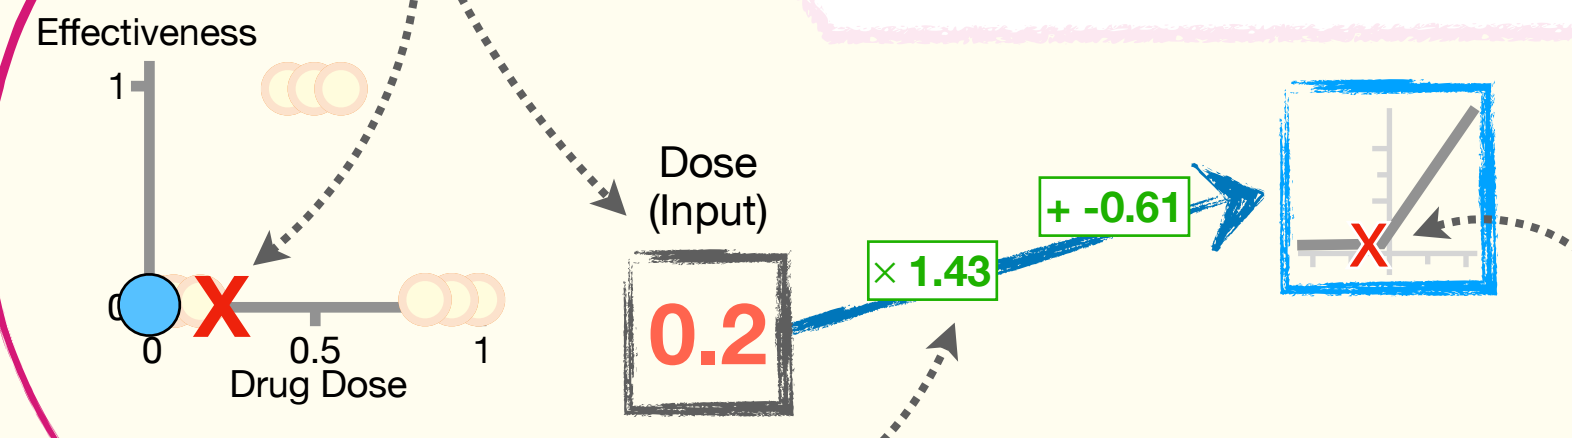 Effectiveness
1
0
0
0.5
1
Drug Dose
Dose
(Input)
0.2
× 1.43
+ -0.61
X
X